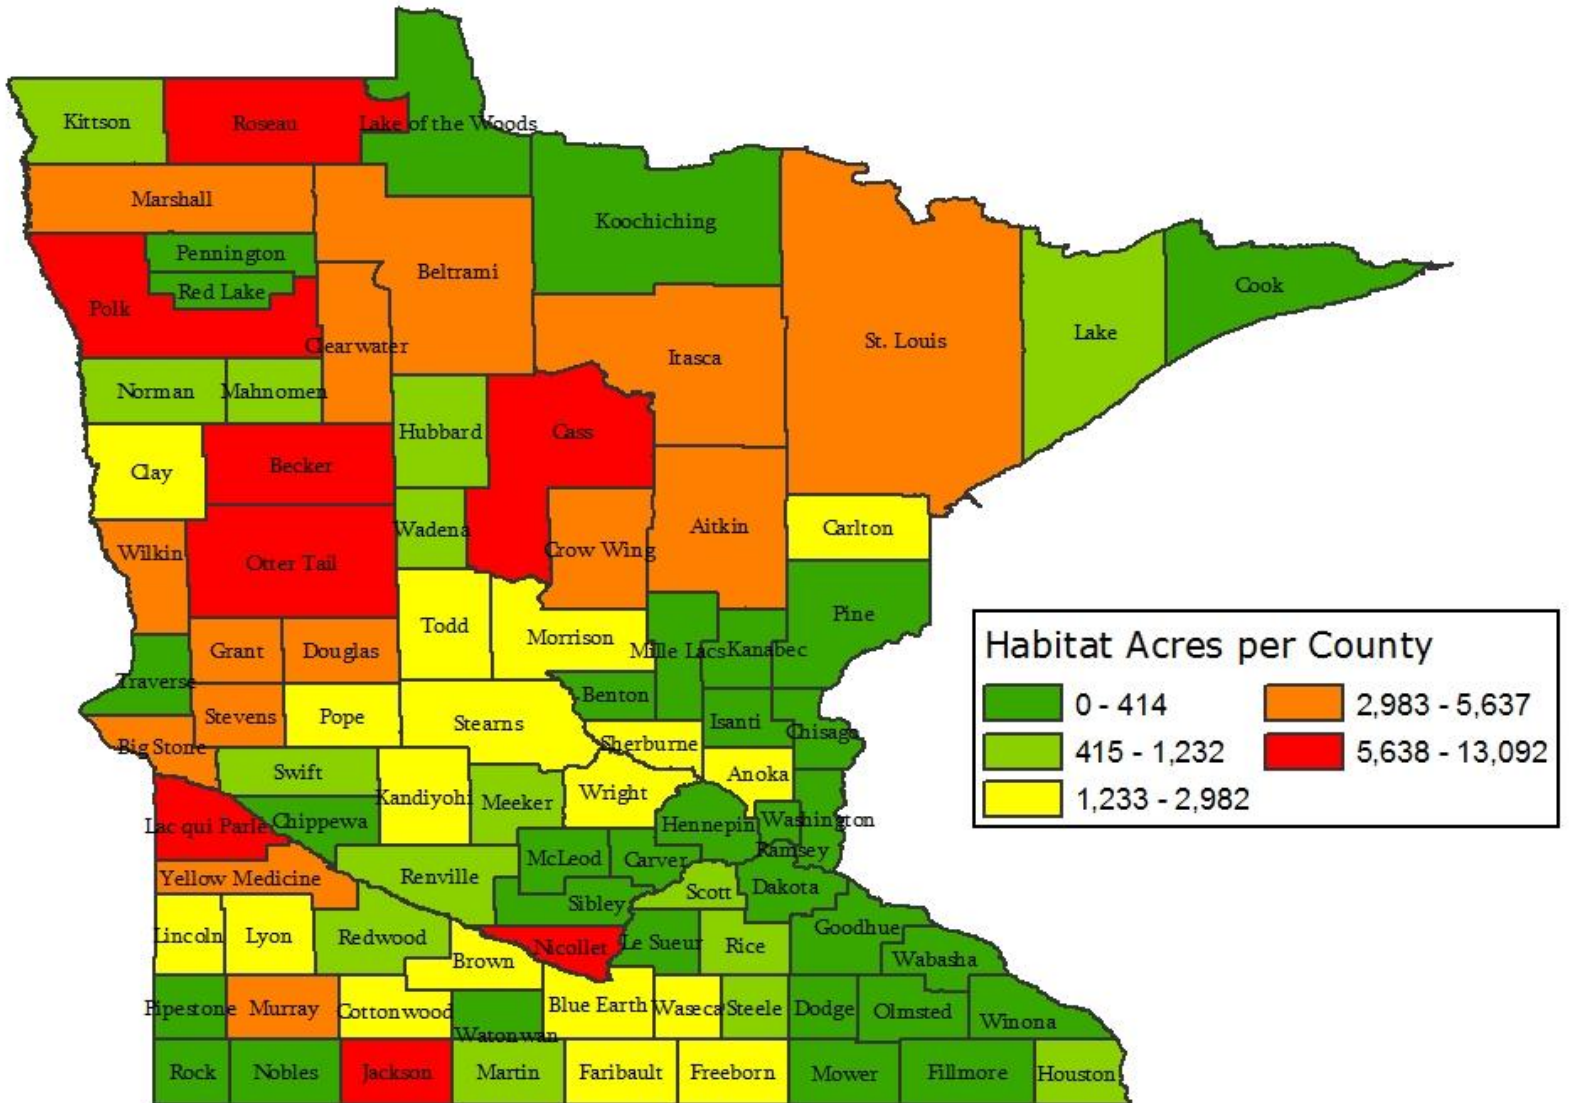 Kittson
Roseau
Lake of the Woods
Marshall
Koochiching
Pennington
Beltrami
Red Lake
Cook
Polk
Clearwater
Itasca
St. Louis
Lake
Norman
Mahnomen
Hubbard
Cass
Clay
Becker
Wadena
Aitkin
Carlton
Wilkin
Crow Wing
Otter Tail
Pine
Todd
Morrison
Grant
Douglas
Mille Lacs
Kanabec
Traverse
Benton
Stevens
Pope
Stearns
Isanti
Chisago
Big Stone
Sherburne
Swift
Anoka
Kandiyohi
Meeker
Wright
Lac qui Parle
Chippewa
Hennepin
Washington
Ramsey
McLeod
Carver
Yellow Medicine
Renville
Scott
Dakota
Sibley
Lincoln
Lyon
Redwood
Nicollet
Le Sueur
Rice
Goodhue
Brown
Wabasha
Pipestone
Murray
Cottonwood
Blue Earth
Waseca
Steele
Dodge
Olmsted
Winona
Watonwan
Rock
Nobles
Jackson
Martin
Faribault
Freeborn
Mower
Fillmore
Houston
Habitat Acres per County
0 - 414
415 - 1,232
1,233 - 2,982
2,983 - 5,637
5,638 - 13,092